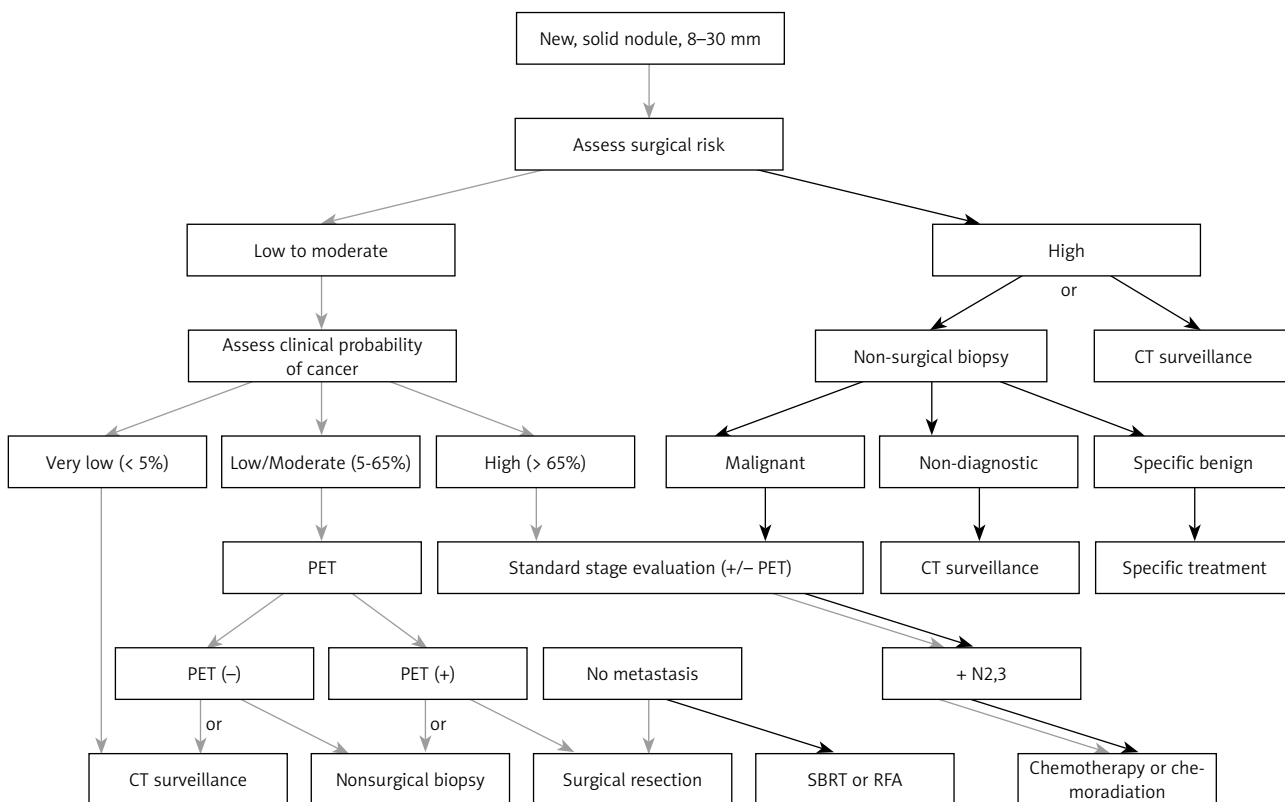 New, solid nodule, 8–30 mm
Assess surgical risk
Low to moderate
High
or
Assess clinical probability
of cancer
Non-surgical biopsy
CT surveillance
Very low (< 5%)
Low/Moderate (5-65%)
High (> 65%)
Malignant
Non-diagnostic
Specific benign
PET
Standard stage evaluation (+/– PET)
CT surveillance
Specific treatment
PET (–)
PET (+)
No metastasis
+ N2,3
or
or
CT surveillance
Nonsurgical biopsy
Surgical resection
SBRT or RFA
Chemotherapy or che-
moradiation